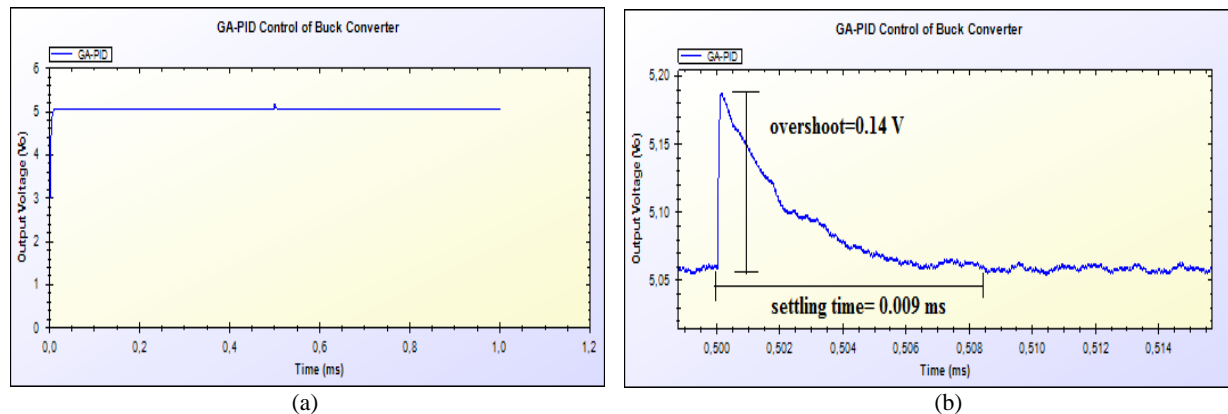 GA-PID Control of Buck Converter
GA-PID
6
5
4
3
2
1
0
Output Voltage (Vo)
0,0 0,2 0,4 0,6 0,8 1,0 1,2
Time (ms)
(a)
GA-PID Control of Buck Converter
GA-PID
5,20
5,15
5,10
5,05
Output Voltage (Vo)
overshoot=0.14 V
settling time= 0.009 ms
0,500 0,502 0,504 0,506 0,508 0,510 0,512 0,514
Time (ms)
(b)